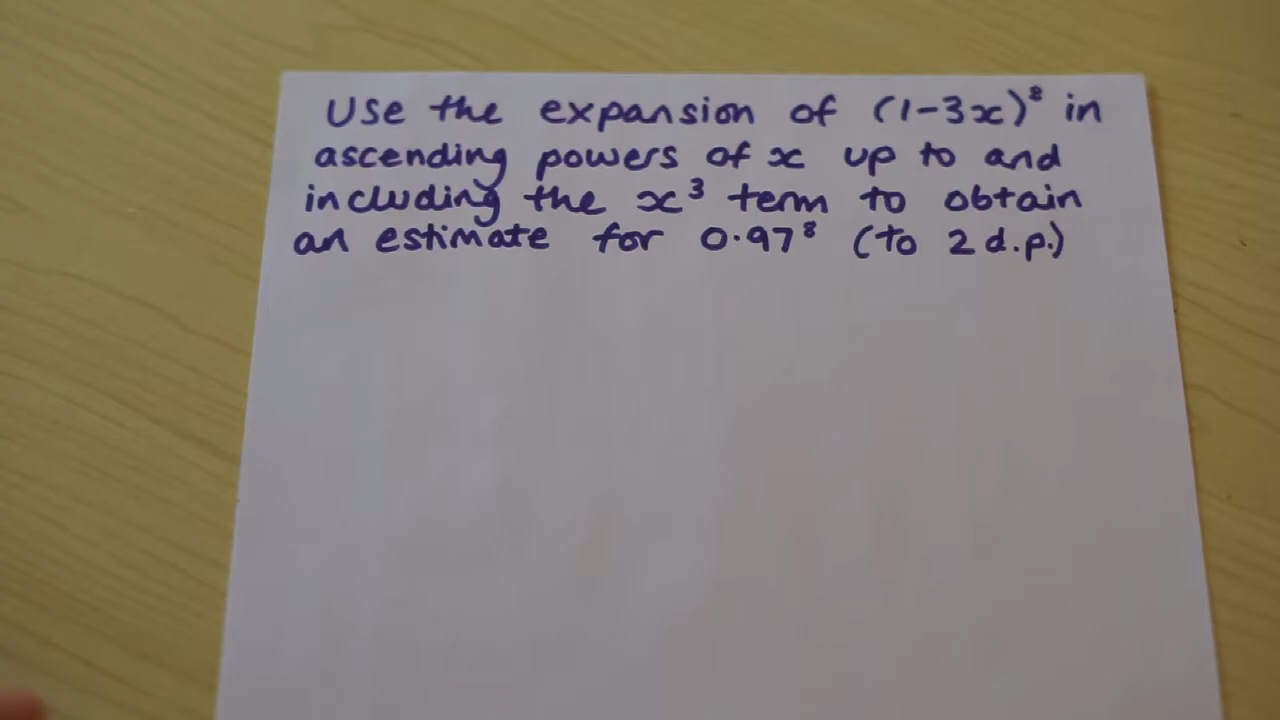 Use the expansion of (1-3x)⁸ in
ascending powers of x up to and
including the x³ term to obtain
an estimate for 0.97⁸ (to 2 d.p.)